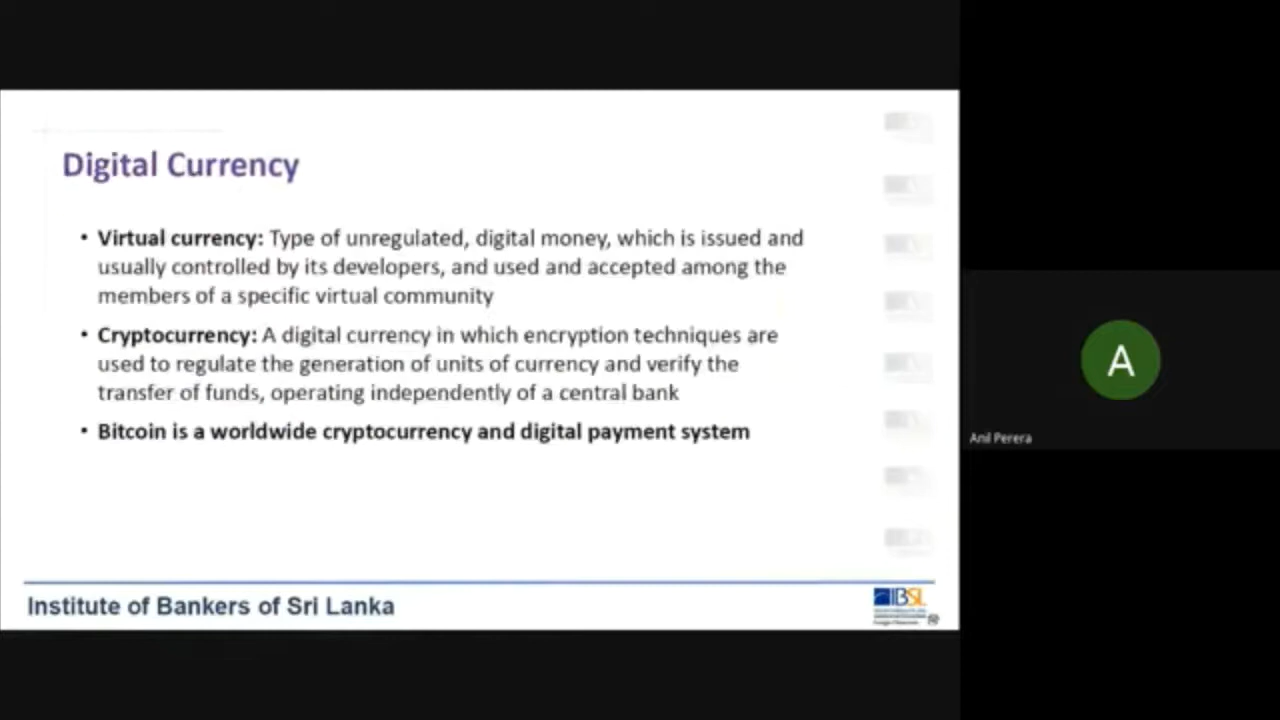 Digital Currency
• Virtual currency: Type of unregulated, digital money, which is issued and
usually controlled by its developers, and used and accepted among the
members of a specific virtual community
• Cryptocurrency: A digital currency in which encryption techniques are
used to regulate the generation of units of currency and verify the
transfer of funds, operating independently of a central bank
• Bitcoin is a worldwide cryptocurrency and digital payment system
Institute of Bankers of Sri Lanka
IBSL
A
Anil Perera